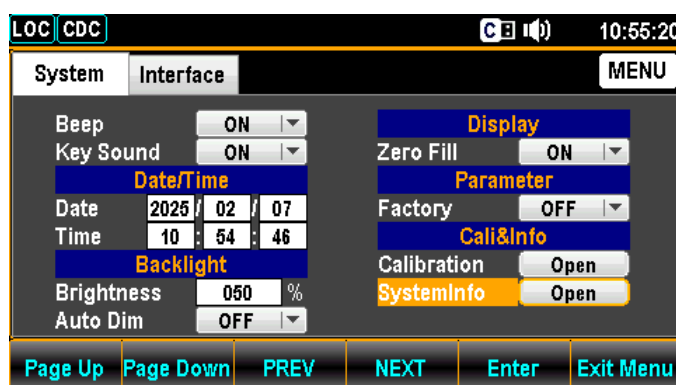 LOC CDC C 10:55:20
System Interface MENU
Beep ON
Key Sound ON
Date/Time
Date 2025 / 02 / 07
Time 10 : 54 : 46
Backlight
Brightness 050 %
Auto Dim OFF
Display
Zero Fill ON
Parameter
Factory OFF
Cali&Info
Calibration Open
SystemInfo Open
Page Up Page Down PREV NEXT Enter Exit Menu